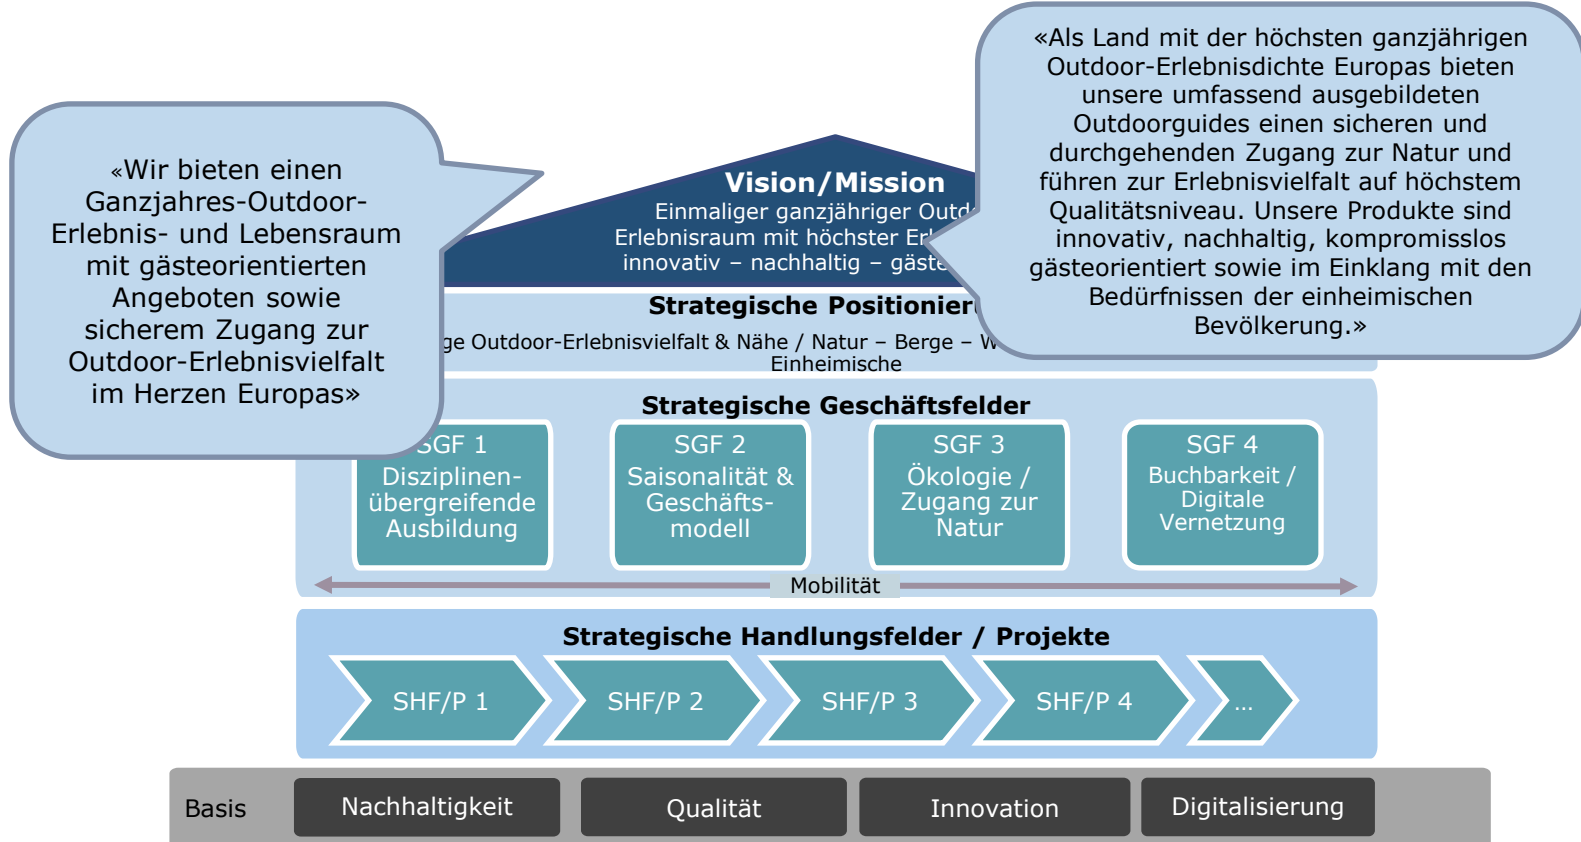 «Wir bieten einen
Ganzjahres-Outdoor-
Erlebnis- und Lebensraum
mit gästeorientierten
Angeboten sowie
sicherem Zugang zur
Outdoor-Erlebnisvielfalt
im Herzen Europas»
«Als Land mit der höchsten ganzjährigen
Outdoor-Erlebnisdichte Europas bieten
unsere umfassend ausgebildeten
Outdoorguides einen sicheren und
durchgehenden Zugang zur Natur und
führen zur Erlebnisvielfalt auf höchstem
Qualitätsniveau. Unsere Produkte sind
innovativ, nachhaltig, kompromisslos
gästeorientiert sowie im Einklang mit den
Bedürfnissen der einheimischen
Bevölkerung.»
Vision/Mission
Einmaliger ganzjähriger
Erlebnisraum mit höchster
innovativ – nachhaltig –
Strategische
Outdoor-Erlebnisvielfalt & Nähe / Natur – Berge –
Einheimische
Strategische Geschäftsfelder
SGF 1
Disziplinen-
übergreifende
Ausbildung
SGF 2
Saisonalität &
Geschäfts-
modell
SGF 3
Ökologie /
Zugang zur
Natur
SGF 4
Buchbarkeit /
Digitale
Vernetzung
Mobilität
Strategische Handlungsfelder / Projekte
SHF/P 1
SHF/P 2
SHF/P 3
SHF/P 4
...
Basis
Nachhaltigkeit
Qualität
Innovation
Digitalisierung